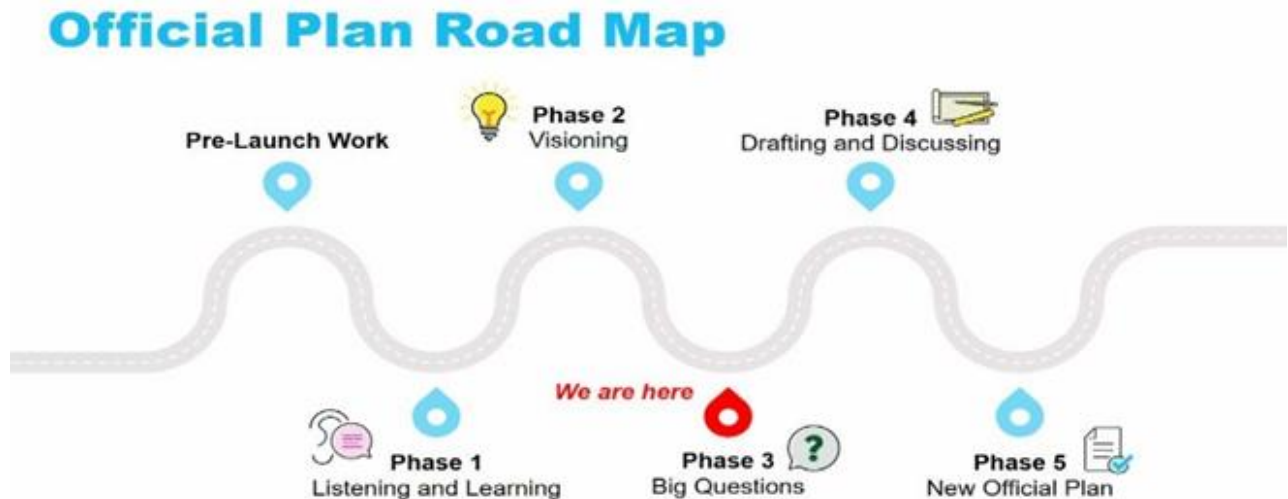 Official Plan Road Map
Pre-Launch Work
Phase 2
Visioning
Phase 4
Drafting and Discussing
We are here
Phase 1
Listening and Learning
Phase 3
Big Questions
?
Phase 5
New Official Plan